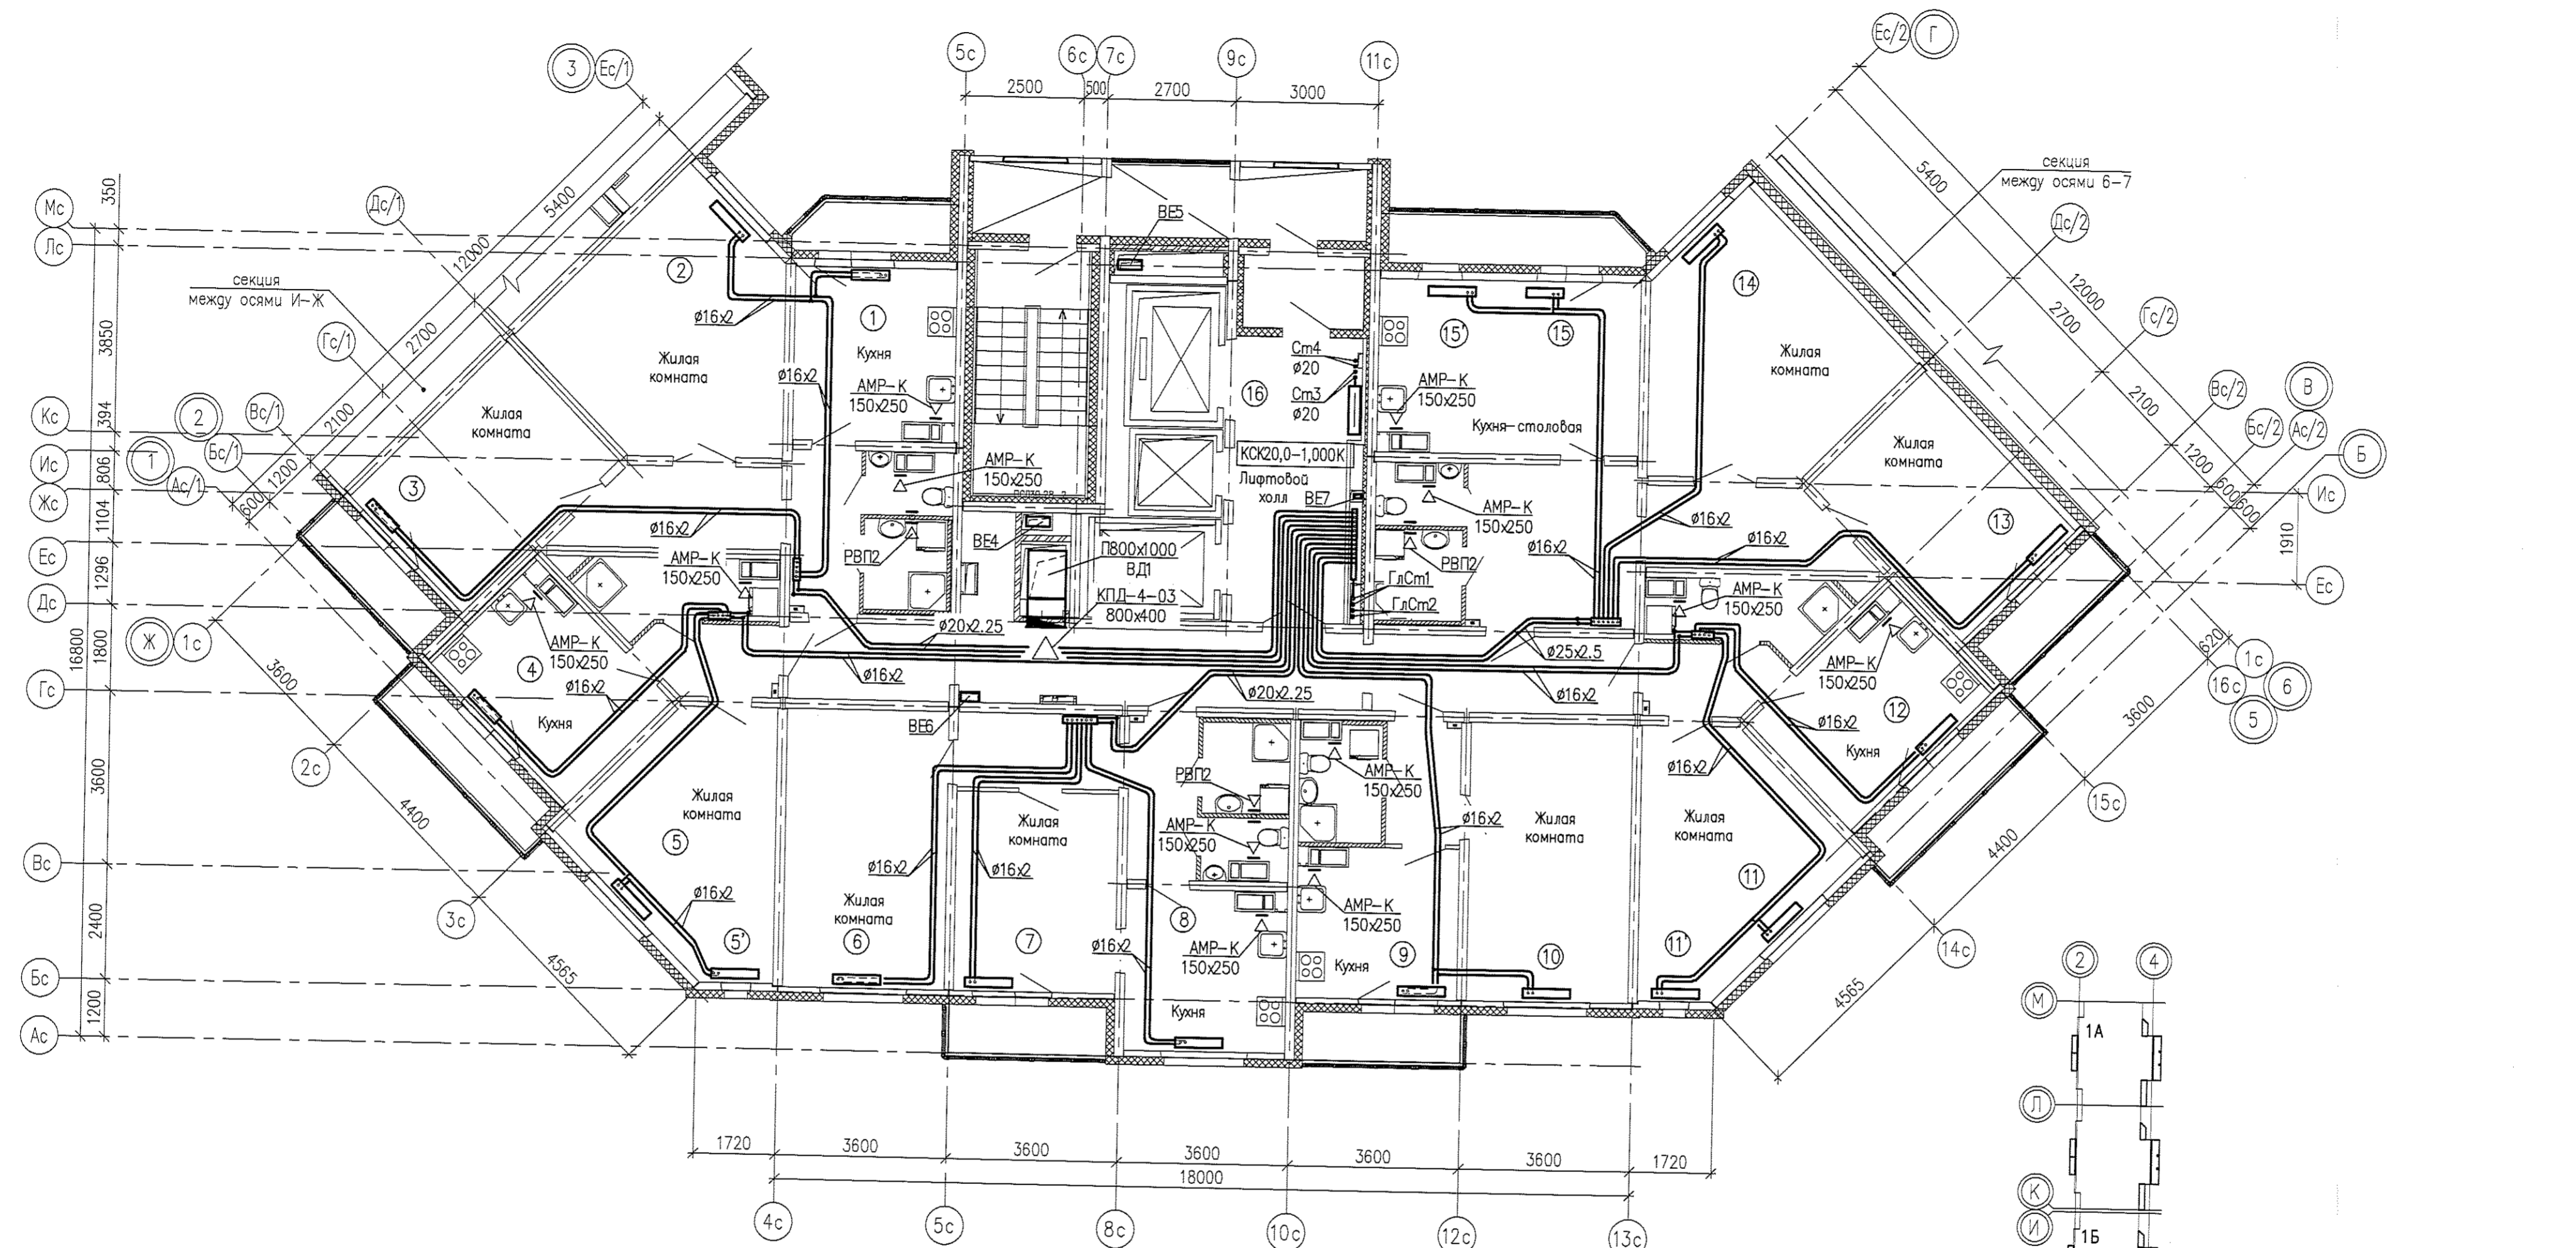 3
Ес/1
5с
6с
7с
9с
11с
Ес/2
Г
2500
500
2700
3000
секция
между осями 6-7
5400
5400
350
Мс
Лс
Дс/1
Дс/2
ВЕ5
12000
12000
2
14
секция
между осями И-Ж
2700
2700
Гс/1
Гс/2
ø16х2
1
15'
15
3850
Жилая
комната
Кухня
Ст4
ø20
Жилая
комната
ø16х2
АМР-К
150х250
16
Ст3
ø20
АМР-К
150х250
2100
2100
Вс/1
Вс/2
В
Кс
394
2
Жилая
комната
Кухня-столовая
Жилая
комната
Бс/1
Бс/2
Ас/2
1
Ис
806
1200
1200
АМР-К
150х250
КСК20,0-1,000К
Лифтовой
холл
Б
Ас/1
600
600
600
Ис
3
ВЕ7
АМР-К
150х250
13
Жс
1104
ø16х2
ø16х2
ø16х2
1910
Ес
РВП2
ВЕ4
П800х1000
ВД1
РВП2
ø16х2
АМР-К
150х250
1296
КПД-4-03
800х400
ГлСт1
ГлСт2
АМР-К
150х250
Ес
Дс
Ж
1с
АМР-К
150х250
ø20х2.25
ø25х2.5
620
1с
16800
1800
4
ø16х2
ø16х2
АМР-К
150х250
16с
6
5
Гс
ø16х2
ø20х2.25
3600
Кухня
ВЕ6
12
ø16х2
3600
Кухня
2с
РВП2
АМР-К
150х250
ø16х2
15с
3600
4400
Жилая
комната
Жилая
комната
АМР-К
150х250
ø16х2
Жилая
комната
Жилая
комната
4400
5
Вс
ø16х2
ø16х2
11
ø16х2
Жилая
комната
8
АМР-К
150х250
3с
2400
5'
6
7
ø16х2
АМР-К
150х250
9
10
11'
14с
Кухня
4565
4565
Бс
1200
Кухня
Ас
2
4
М
1А
Л
1720
3600
3600
3600
3600
3600
1720
18000
К
И
1Б
4с
5с
8с
10с
12с
13с